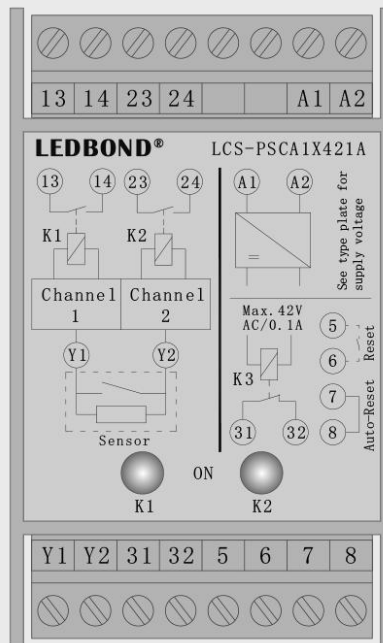 13 14 23 24 A1 A2
LEDBOND® LCS-PSCA1X421A
13 14 23 24 A1 A2
K1 K2
See type plate for
supply voltage
Channel Channel
1 2
Max. 42V
AC/0.1A
5
6
Reset
Y1 Y2
K3
7
8
Auto-Reset
31 32
Sensor
ON
K1 K2
Y1 Y2 31 32 5 6 7 8